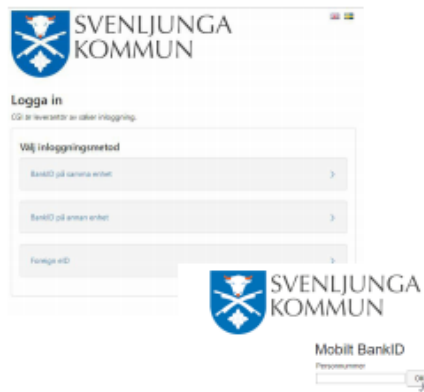 SVENLJUNGA
KOMMUN
Logga in
CGI är leverantör av säker inloggning.
Välj inloggningsmetod
BankID på samma enhet
BankID på annan enhet
Foreign eID
SVENLJUNGA
KOMMUN
Mobilt BankID
Personnummer
OK